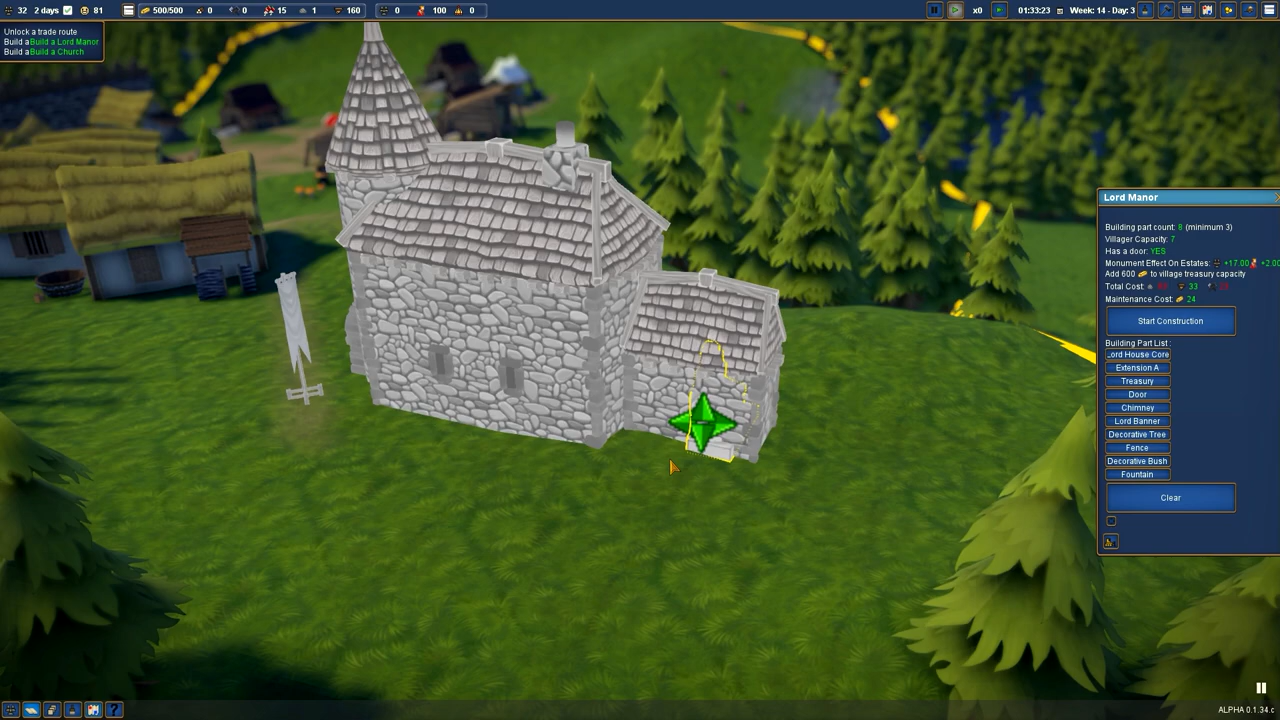 32 2 days 81 500/500 0 0 15 1 160 0 100 0 x0 01:33:23 Week: 14 - Day: 3
Unlock a trade route
Build a Build a Lord Manor
Build a Build a Church
Lord Manor
Building part count: 8 (minimum 3)
Villager Capacity: 7
Has a door: YES
Monument Effect On Estates: +17.00 +2.00
Add 600 to village treasury capacity
Total Cost: 33
Maintenance Cost: 24
Start Construction
Building Part List :
Lord House Core
Extension A
Treasury
Door
Chimney
Lord Banner
Decorative Tree
Fence
Decorative Bush
Fountain
Clear
ALPHA 0.1.34.c